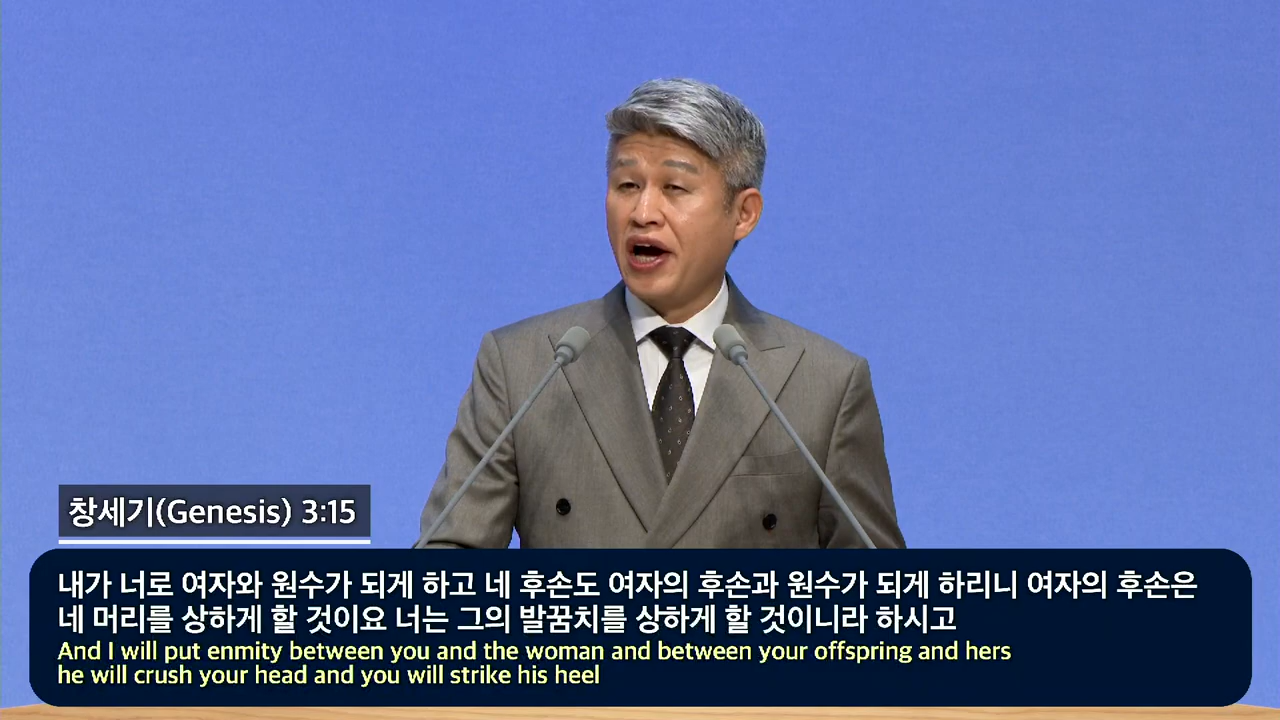 창세기(Genesis) 3:15
내가 너로 여자와 원수가 되게 하고 네 후손도 여자의 후손과 원수가 되게 하리니 여자의 후손은
네 머리를 상하게 할 것이요 너는 그의 발꿈치를 상하게 할 것이니라 하시고
And I will put enmity between you and the woman and between your offspring and hers
he will crush your head and you will strike his heel